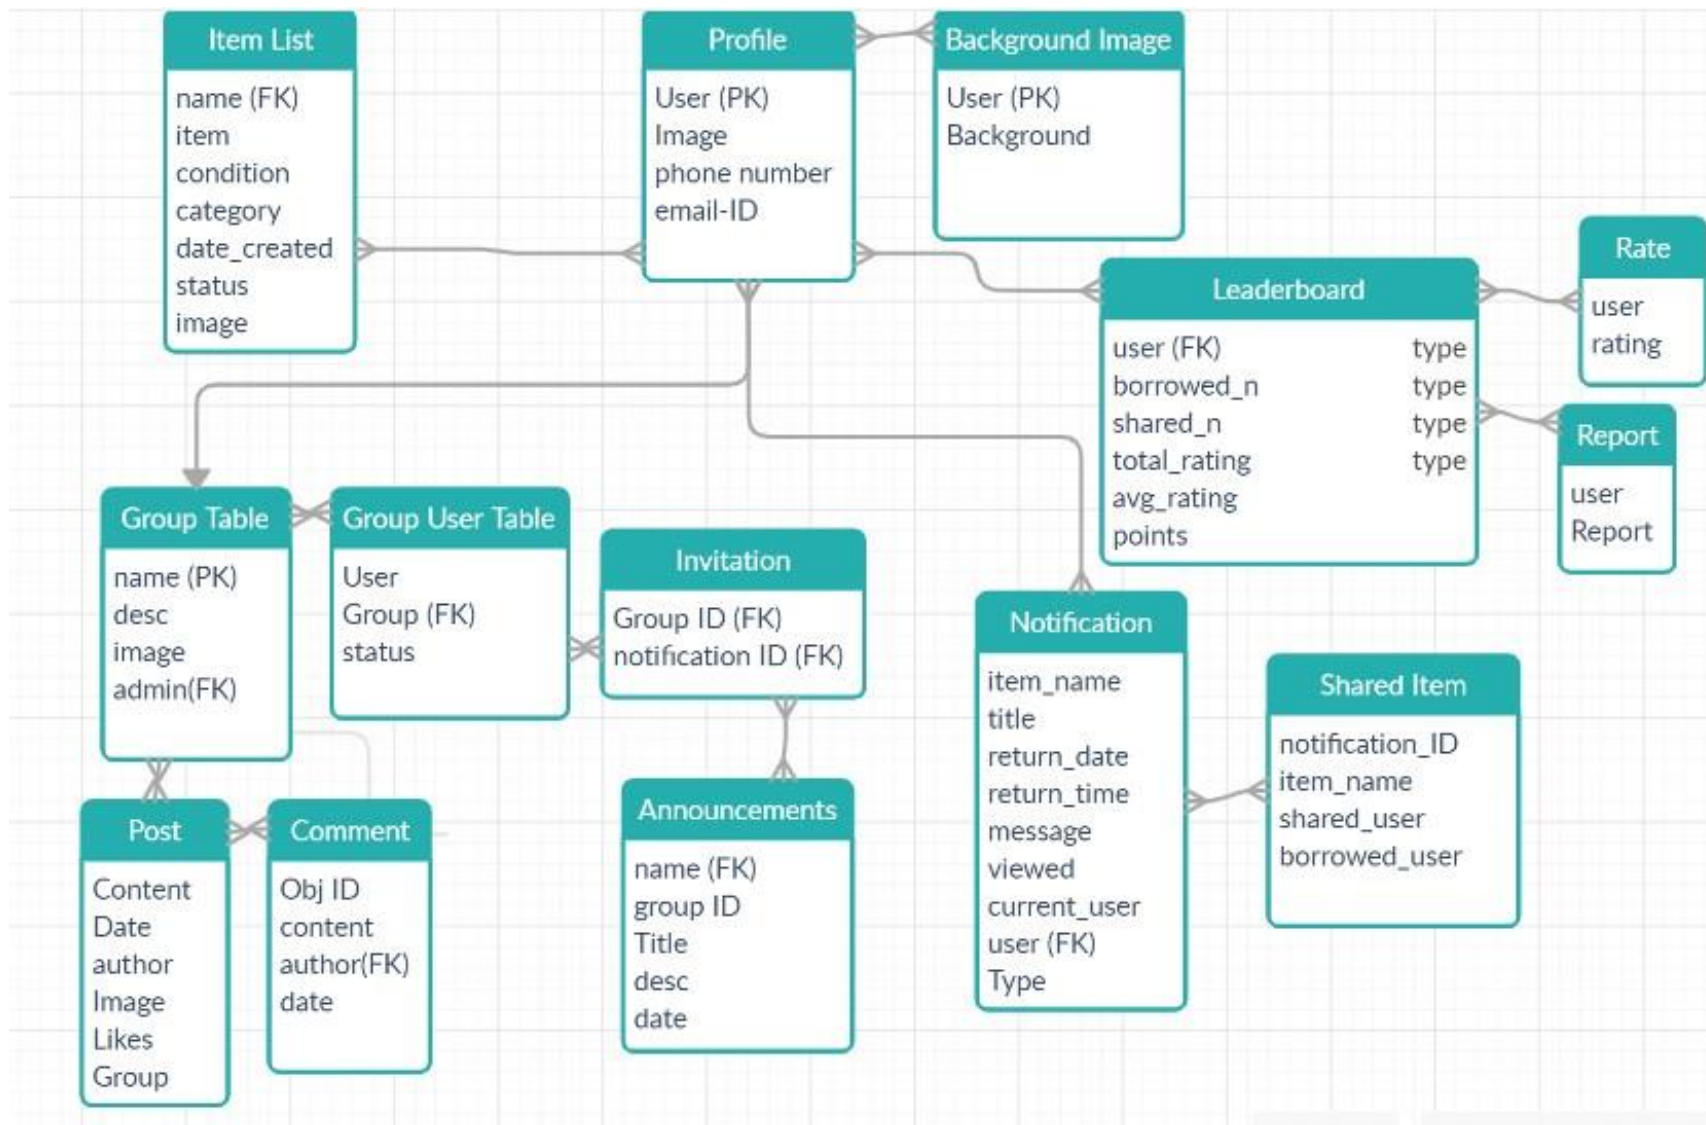 Item List
name (FK)
item
condition
category
date_created
status
image
Profile
User (PK)
Image
phone number
email-ID
Background Image
User (PK)
Background
Leaderboard
user (FK) type
borrowed_n type
shared_n type
total_rating type
avg_rating
points
Rate
user
rating
Report
user
Report
Group Table
name (PK)
desc
image
admin(FK)
Group User Table
User
Group (FK)
status
Invitation
Group ID (FK)
notification ID (FK)
Notification
item_name
title
return_date
return_time
message
viewed
current_user
user (FK)
Type
Shared Item
notification_ID
item_name
shared_user
borrowed_user
Post
Content
Date
author
Image
Likes
Group
Comment
Obj ID
content
author(FK)
date
Announcements
name (FK)
group ID
Title
desc
date